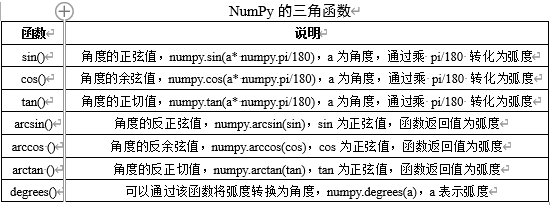 NumPy 的三角函数
函数 说明
sin() 角度的正弦值，numpy.sin(a* numpy.pi/180)，a 为角度，通过乘 pi/180 转化为弧度
cos() 角度的余弦值，numpy.cos(a* numpy.pi/180)，a 为角度，通过乘 pi/180 转化为弧度
tan() 角度的正切值，numpy.tan(a* numpy.pi/180)，a 为角度，通过乘 pi/180 转化为弧度
arcsin() 角度的反正弦值，numpy.arcsin(sin)，sin 为正弦值，函数返回值为弧度
arccos () 角度的反余弦值，numpy.arccos(cos)，cos 为正弦值，函数返回值为弧度
arctan () 角度的反正切值，numpy.arctan(tan)，tan 为正弦值，函数返回值为弧度
degrees() 可以通过该函数将弧度转换为角度，numpy.degrees(a)，a 表示弧度